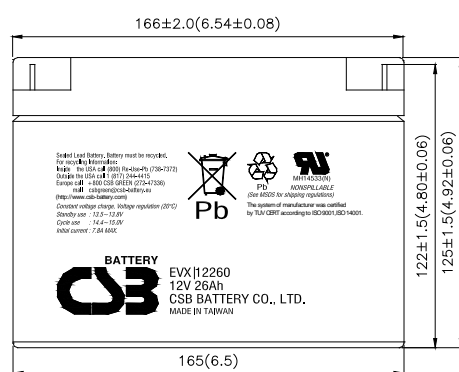 166±2.0(6.54±0.08)
Sealed Lead Battery, Battery must be recycled.
For recycling information:
Inside the USA call (800) Re-Use-Pb (738-7372)
Outside the USA call 1 (817) 244-4415
Europe call +800 CSB GREEN (272-47336)
mail csbgreen@csb-battery.eu
(http://www.csb-battery.com)
Constant voltage charge, Voltage regulation (20°C)
Standby use : 13.5~13.8V
Cycle use : 14.4~15.0V
Initial current : 7.8A MAX.
Pb
Pb
MH14533(N)
NONSPILLABLE
(See MSDS for shipping regulations)
The system of manufacturer was certified
by TUV CERT according to ISO9001,ISO14001.
BATTERY
CSB
EVX12260
12V 26Ah
CSB BATTERY CO., LTD.
MADE IN TAIWAN
122±1.5(4.80±0.06)
125±1.5(4.92±0.06)
165(6.5)